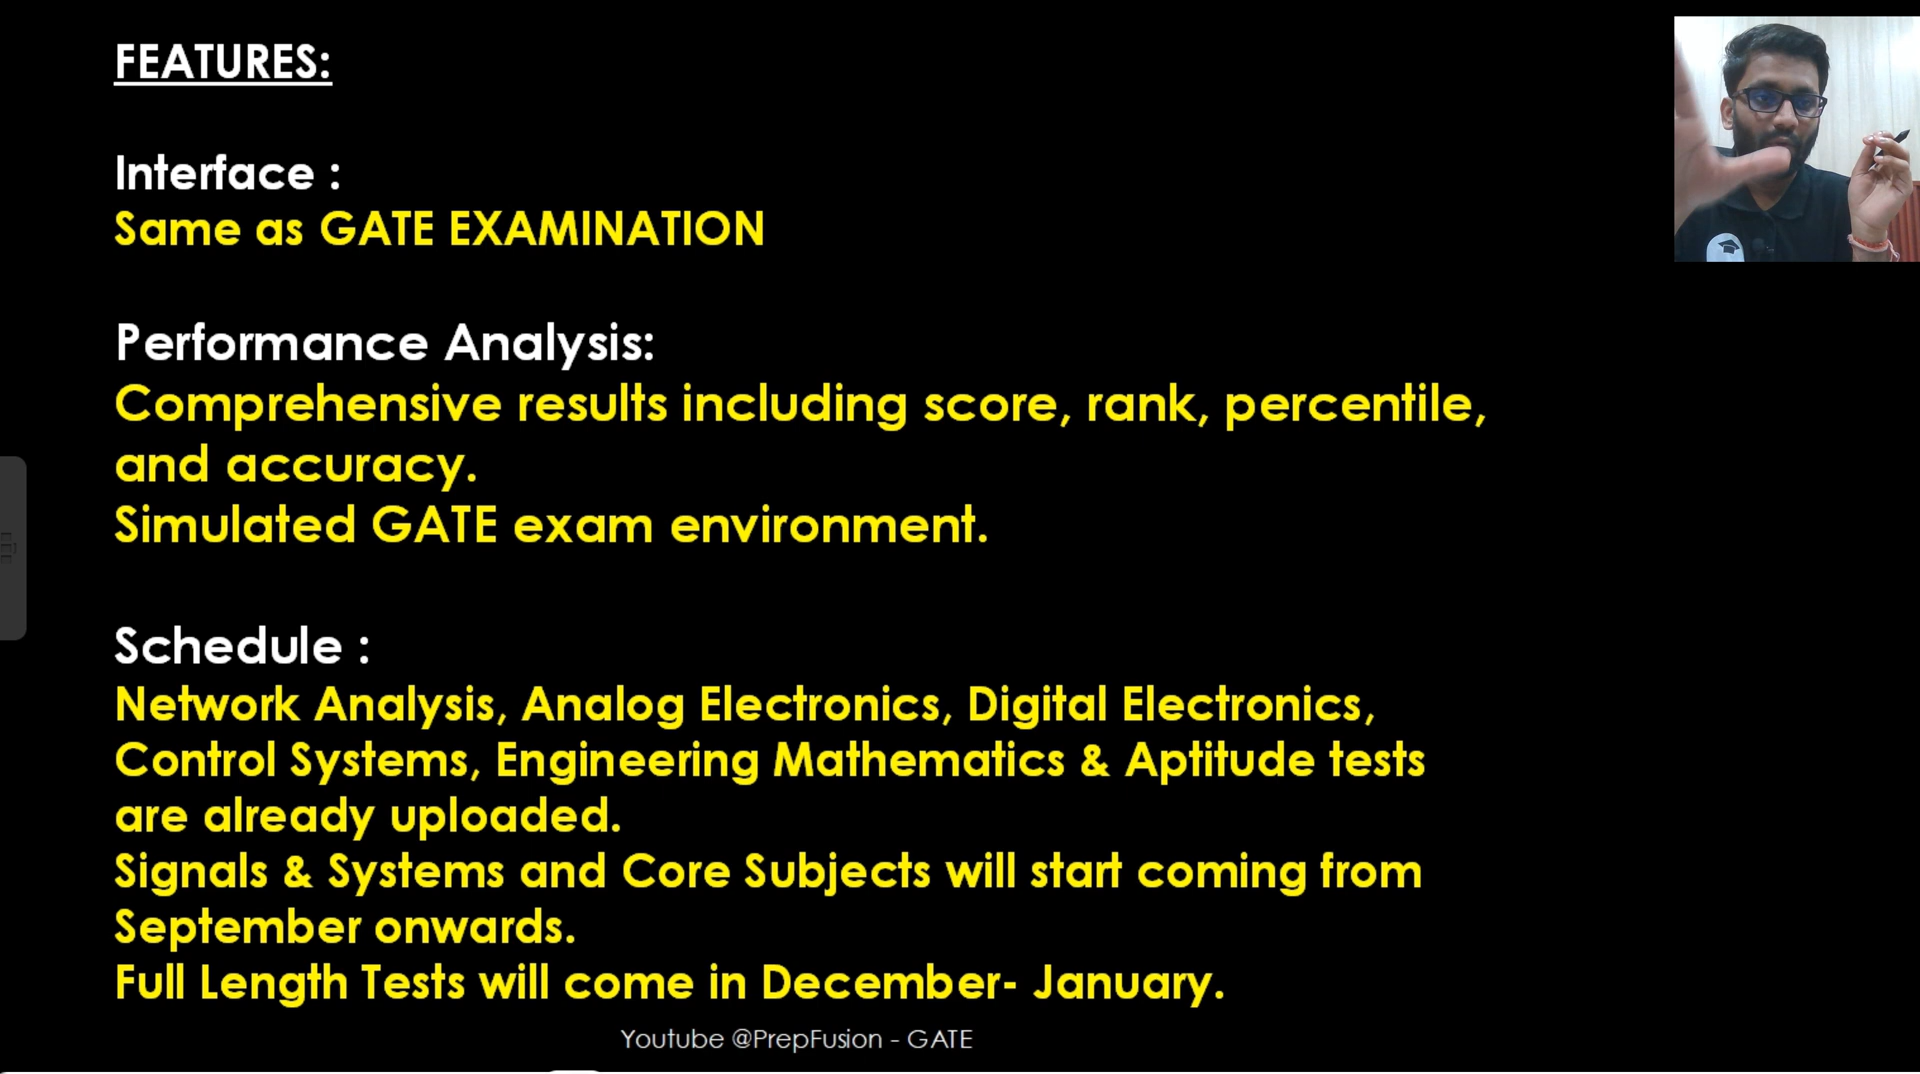 FEATURES:
Interface :
Same as GATE EXAMINATION
Performance Analysis:
Comprehensive results including score, rank, percentile,
and accuracy.
Simulated GATE exam environment.
Schedule :
Network Analysis, Analog Electronics, Digital Electronics,
Control Systems, Engineering Mathematics & Aptitude tests
are already uploaded.
Signals & Systems and Core Subjects will start coming from
September onwards.
Full Length Tests will come in December- January.
Youtube @PrepFusion - GATE